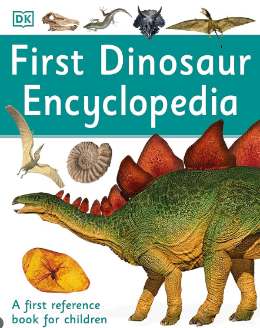 DK
First Dinosaur
Encyclopedia
A first reference
book for children